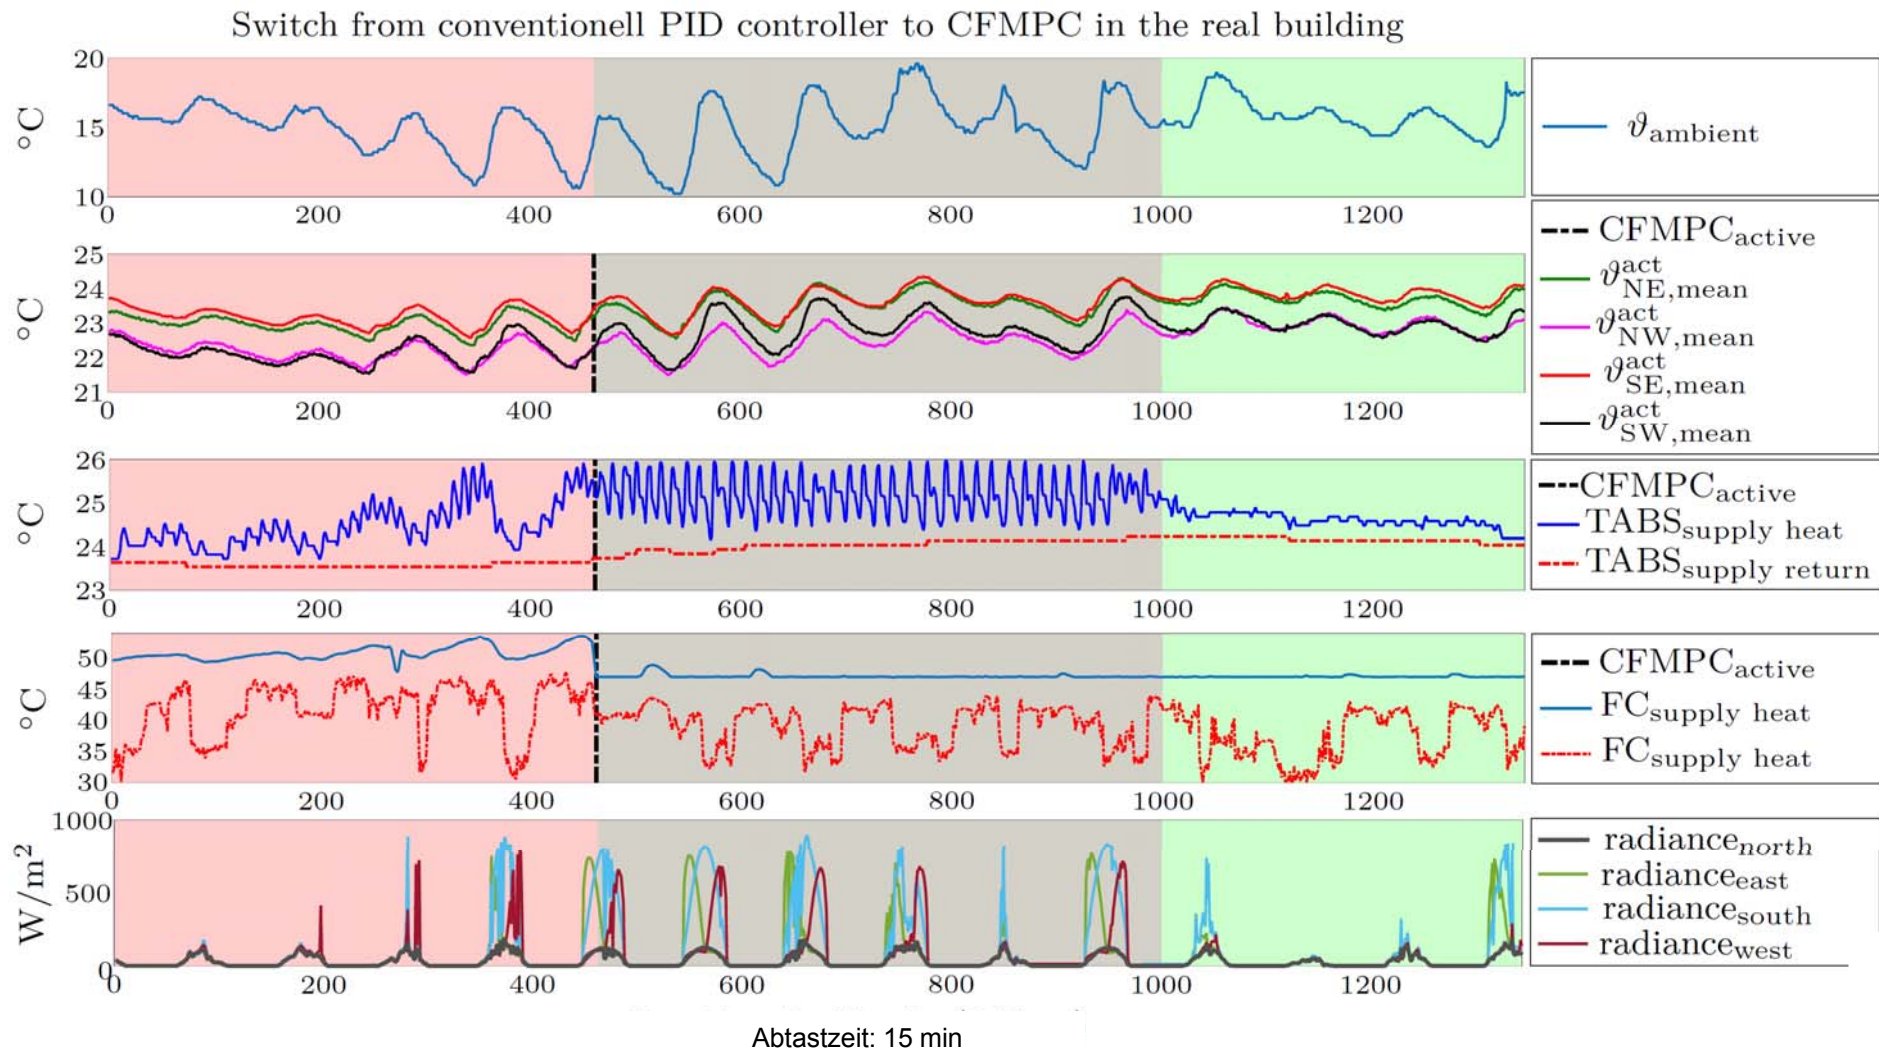 Switch from conventionell PID controller to CFMPC in the real building
20
15
10
°C
0 200 400 600 800 1000 1200
ϑambient
25
24
23
22
21
°C
0 200 400 600 800 1000 1200
CFMPCactive
ϑactNE,mean
ϑactNW,mean
ϑactSE,mean
ϑactSW,mean
26
25
24
23
°C
0 200 400 600 800 1000 1200
CFMPCactive
TABSsupply heat
TABSsupply return
50
45
40
35
30
°C
0 200 400 600 800 1000 1200
CFMPCactive
FCsupply heat
FCsupply heat
1000
500
0
W/m²
0 200 400 600 800 1000 1200
radiancenorth
radianceeast
radiancesouth
radiancewest
Abtastzeit: 15 min